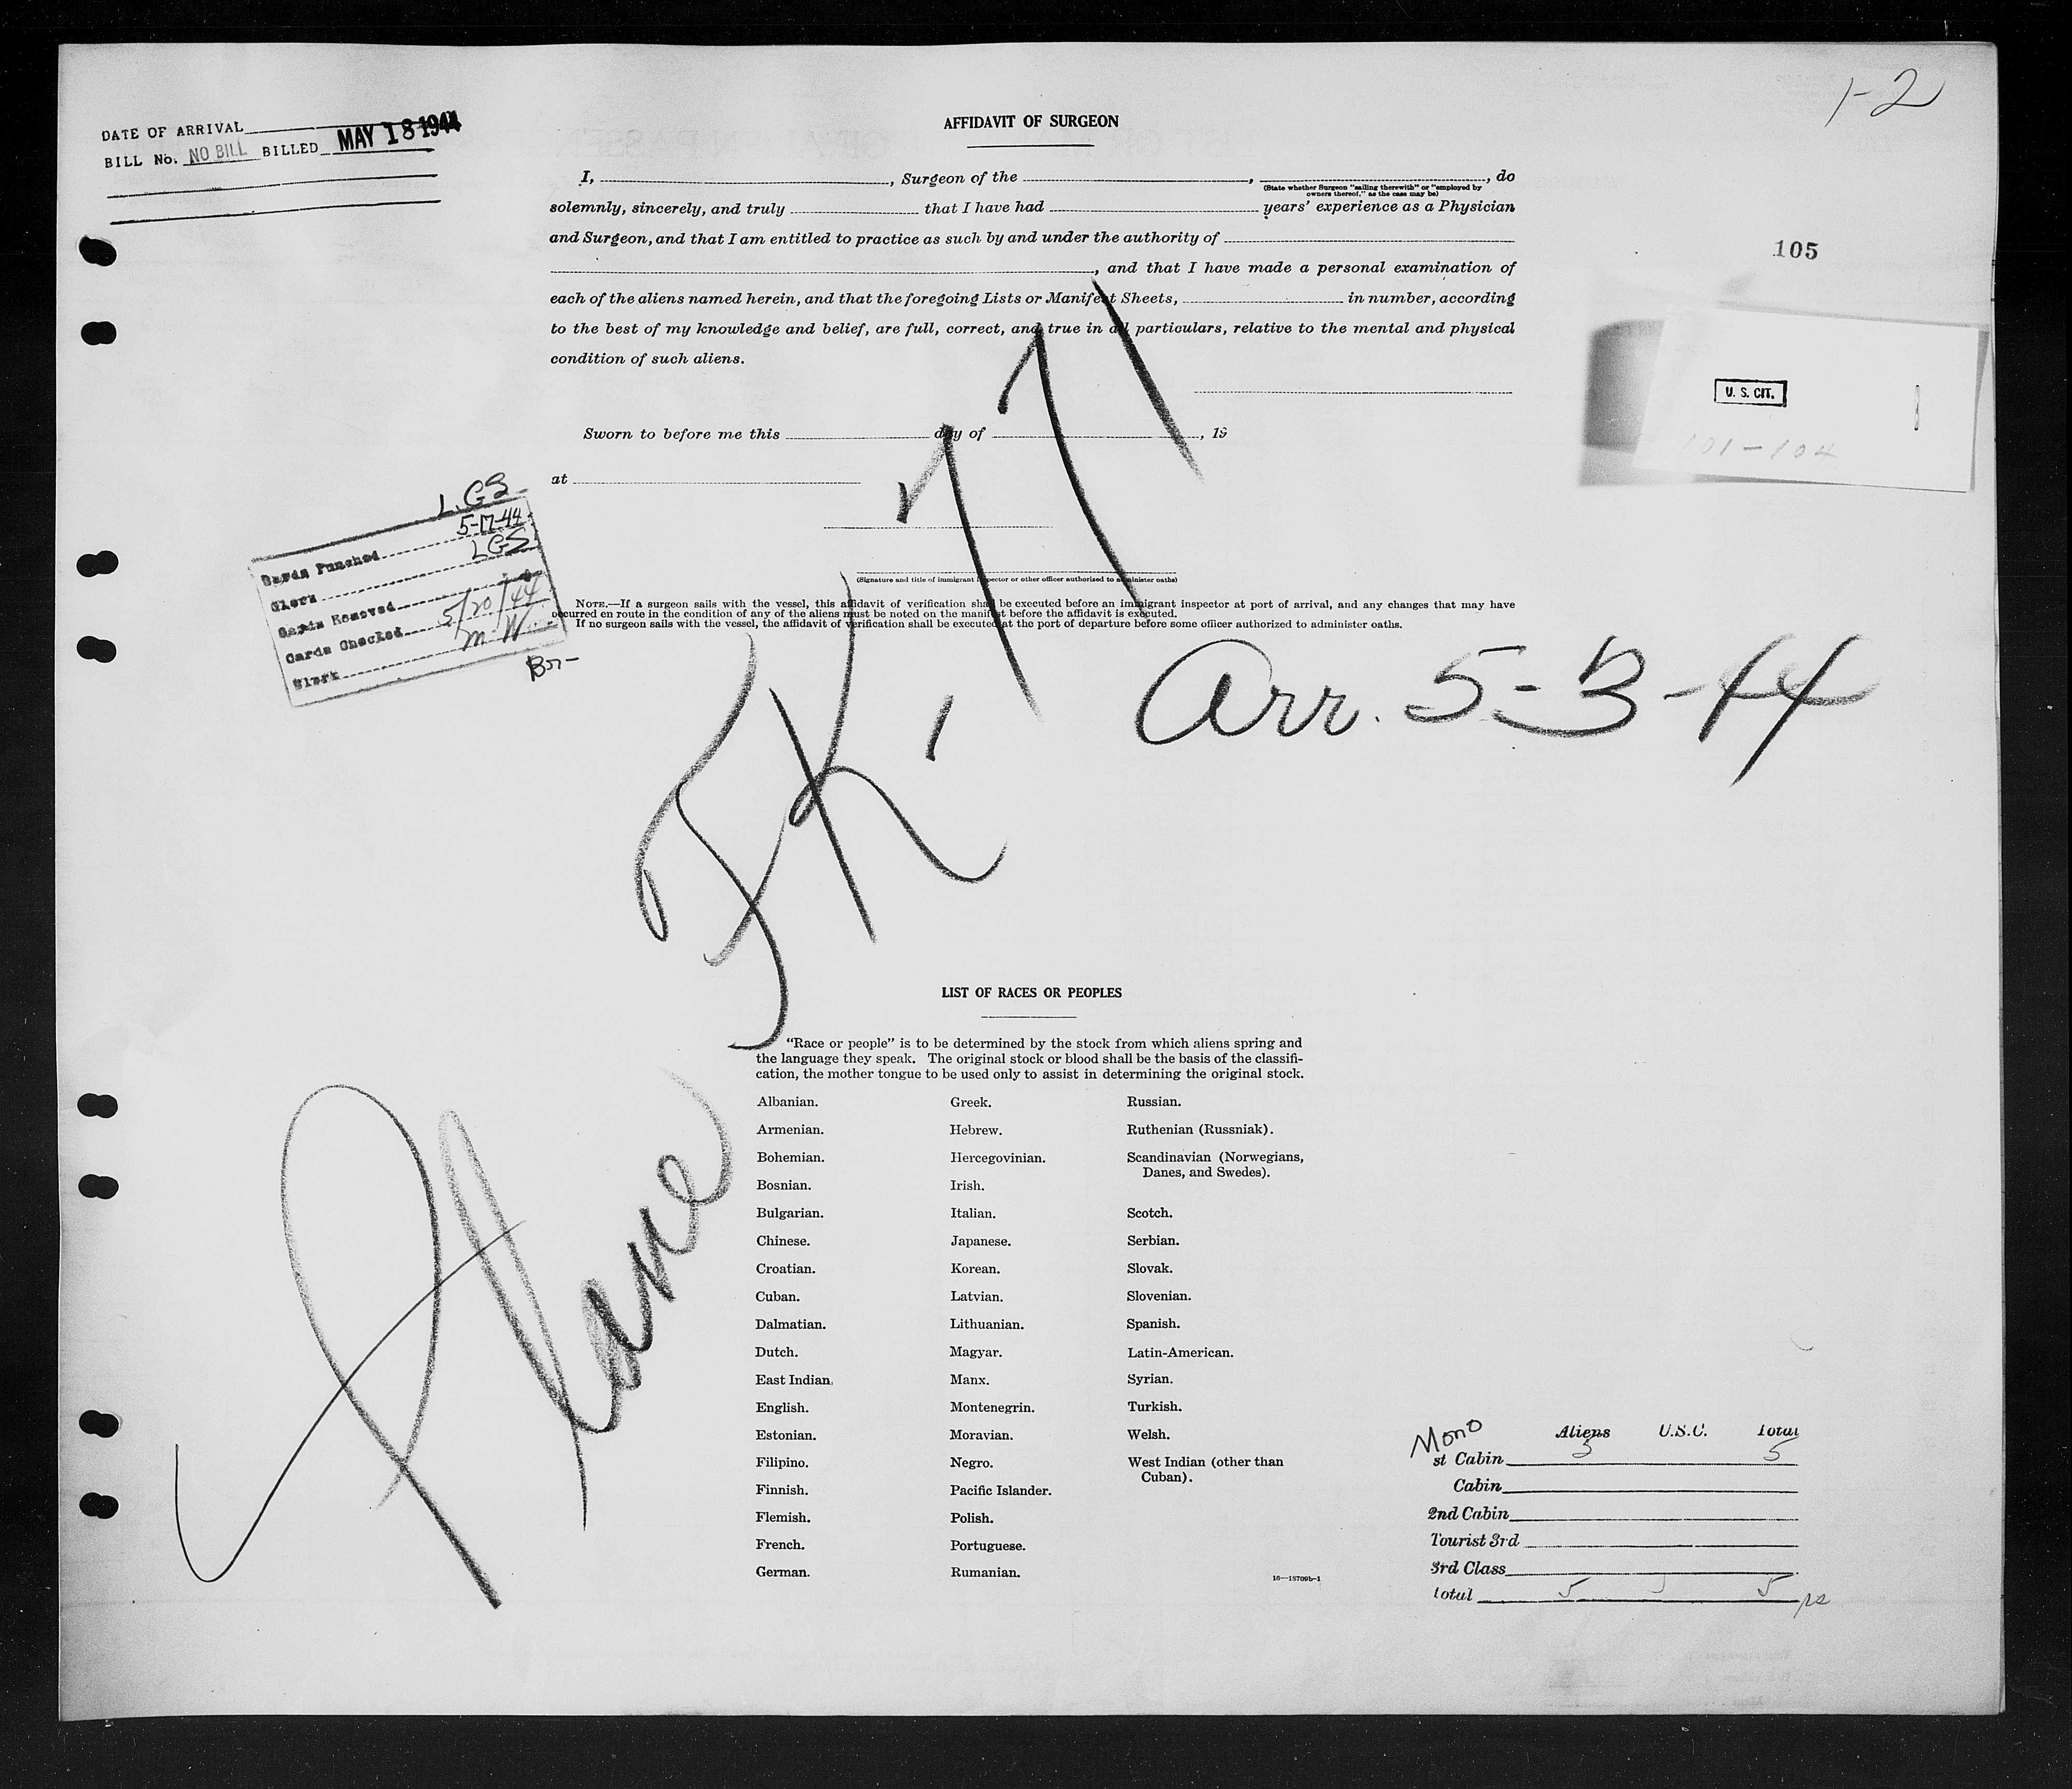 1-2
DATE OF ARRIVAL
BILL No. NO BILL BILLED MAY 18 1944
AFFIDAVIT OF SURGEON
I, , Surgeon of the , , do
(State whether Surgeon "sailing therewith" or "employed by
owners thereof," as the case may be)
solemnly, sincerely, and truly that I have had years' experience as a Physician
and Surgeon, and that I am entitled to practice as such by and under the authority of
, and that I have made a personal examination of
each of the aliens named herein, and that the foregoing Lists or Manifest Sheets, in number, according
to the best of my knowledge and belief, are full, correct, and true in all particulars, relative to the mental and physical
condition of such aliens.
105
U. S. CIT.
101-104
Sworn to before me this day of , 19
at
(Signature and title of immigrant inspector or other officer authorized to administer oaths)
NOTE.—If a surgeon sails with the vessel, this affidavit of verification shall be executed before an immigrant inspector at port of arrival, and any changes that may have
occurred en route in the condition of any of the aliens must be noted on the manifest before the affidavit is executed.
If no surgeon sails with the vessel, the affidavit of verification shall be executed at the port of departure before some officer authorized to administer oaths.
LGS
Cards Punched 5-17-44
Clerk LGS
Cards Removed
Cards Checked 5/20/44
Clerk M.W.
Arr. 5-13-44
Plane
LIST OF RACES OR PEOPLES
"Race or people" is to be determined by the stock from which aliens spring and
the language they speak. The original stock or blood shall be the basis of the classifi-
cation, the mother tongue to be used only to assist in determining the original stock.
Albanian. Greek. Russian.
Armenian. Hebrew. Ruthenian (Russniak).
Bohemian. Hercegovinian. Scandinavian (Norwegians,
Danes, and Swedes).
Bosnian. Irish.
Bulgarian. Italian. Scotch.
Chinese. Japanese. Serbian.
Croatian. Korean. Slovak.
Cuban. Latvian. Slovenian.
Dalmatian. Lithuanian. Spanish.
Dutch. Magyar. Latin-American.
East Indian. Manx. Syrian.
English. Montenegrin. Turkish.
Estonian. Moravian. Welsh.
Filipino. Negro. West Indian (other than
Cuban).
Finnish. Pacific Islander.
Flemish. Polish.
French. Portuguese.
German. Rumanian.
16—18709b-1
Mono
Aliens U.S.C. Total
st Cabin 5 5
Cabin
2nd Cabin
Tourist 3rd
3rd Class
total 5 5